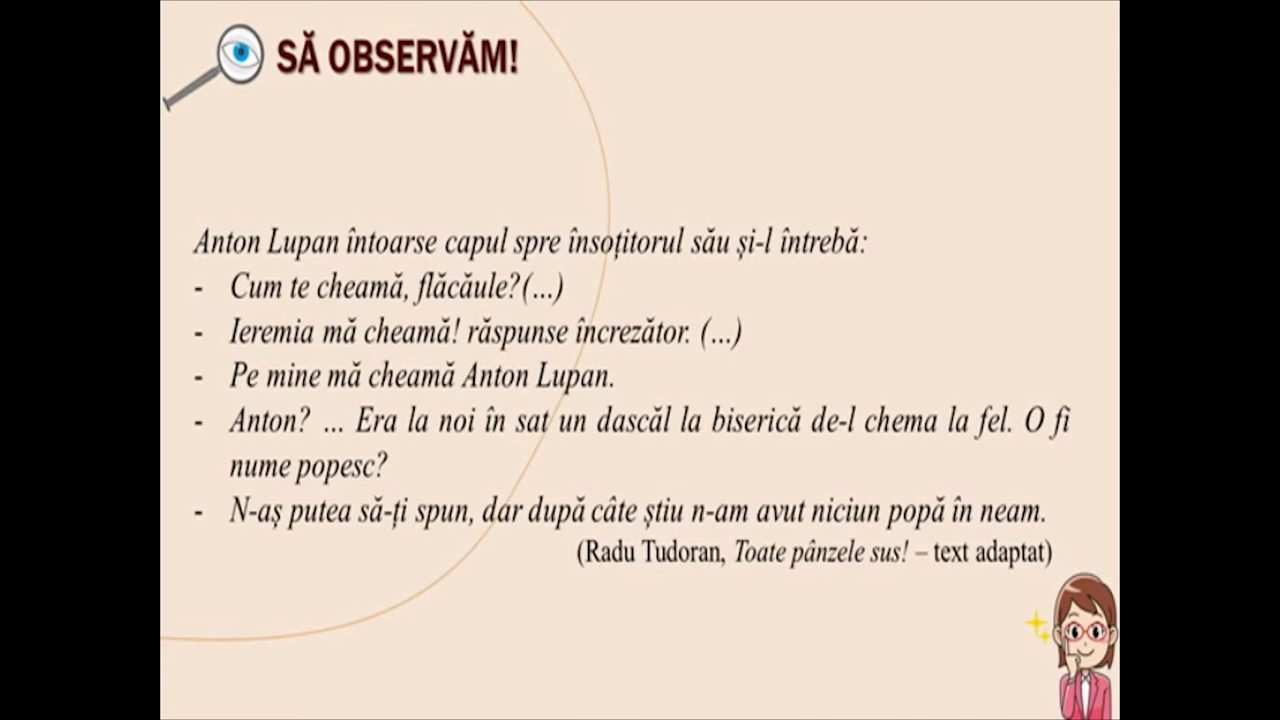 SĂ OBSERVĂM!
Anton Lupan întoarse capul spre însoțitorul său și-l întrebă:
- Cum te cheamă, flăcăule?(...)
- Ieremia mă cheamă! răspunse încrezător. (...)
- Pe mine mă cheamă Anton Lupan.
- Anton? ... Era la noi în sat un dascăl la biserică de-l chema la fel. O fi
nume popesc?
- N-aș putea să-ți spun, dar după câte știu n-am avut niciun popă în neam.
(Radu Tudoran, Toate pânzele sus! – text adaptat)